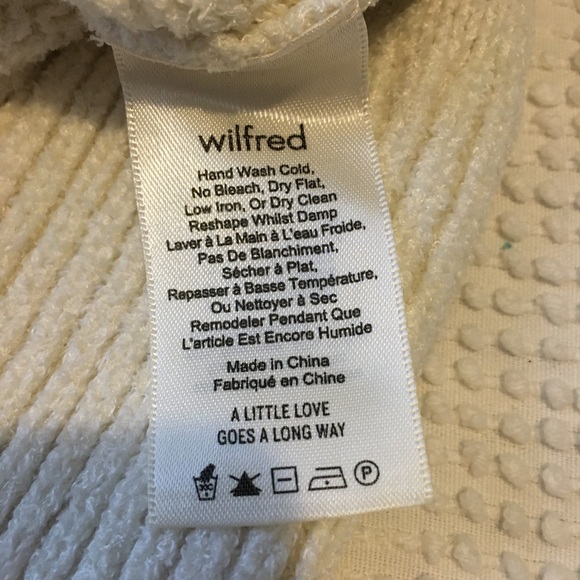 wilfred
Hand Wash Cold,
No Bleach, Dry Flat,
Low Iron, Or Dry Clean
Reshape Whilst Damp
Laver à La Main à L'eau Froide,
Pas De Blanchiment,
Sécher à Plat,
Repasser à Basse Température,
Ou Nettoyer à Sec
Remodeler Pendant Que
L'article Est Encore Humide
Made in China
Fabriqué en Chine
A LITTLE LOVE
GOES A LONG WAY
30C P